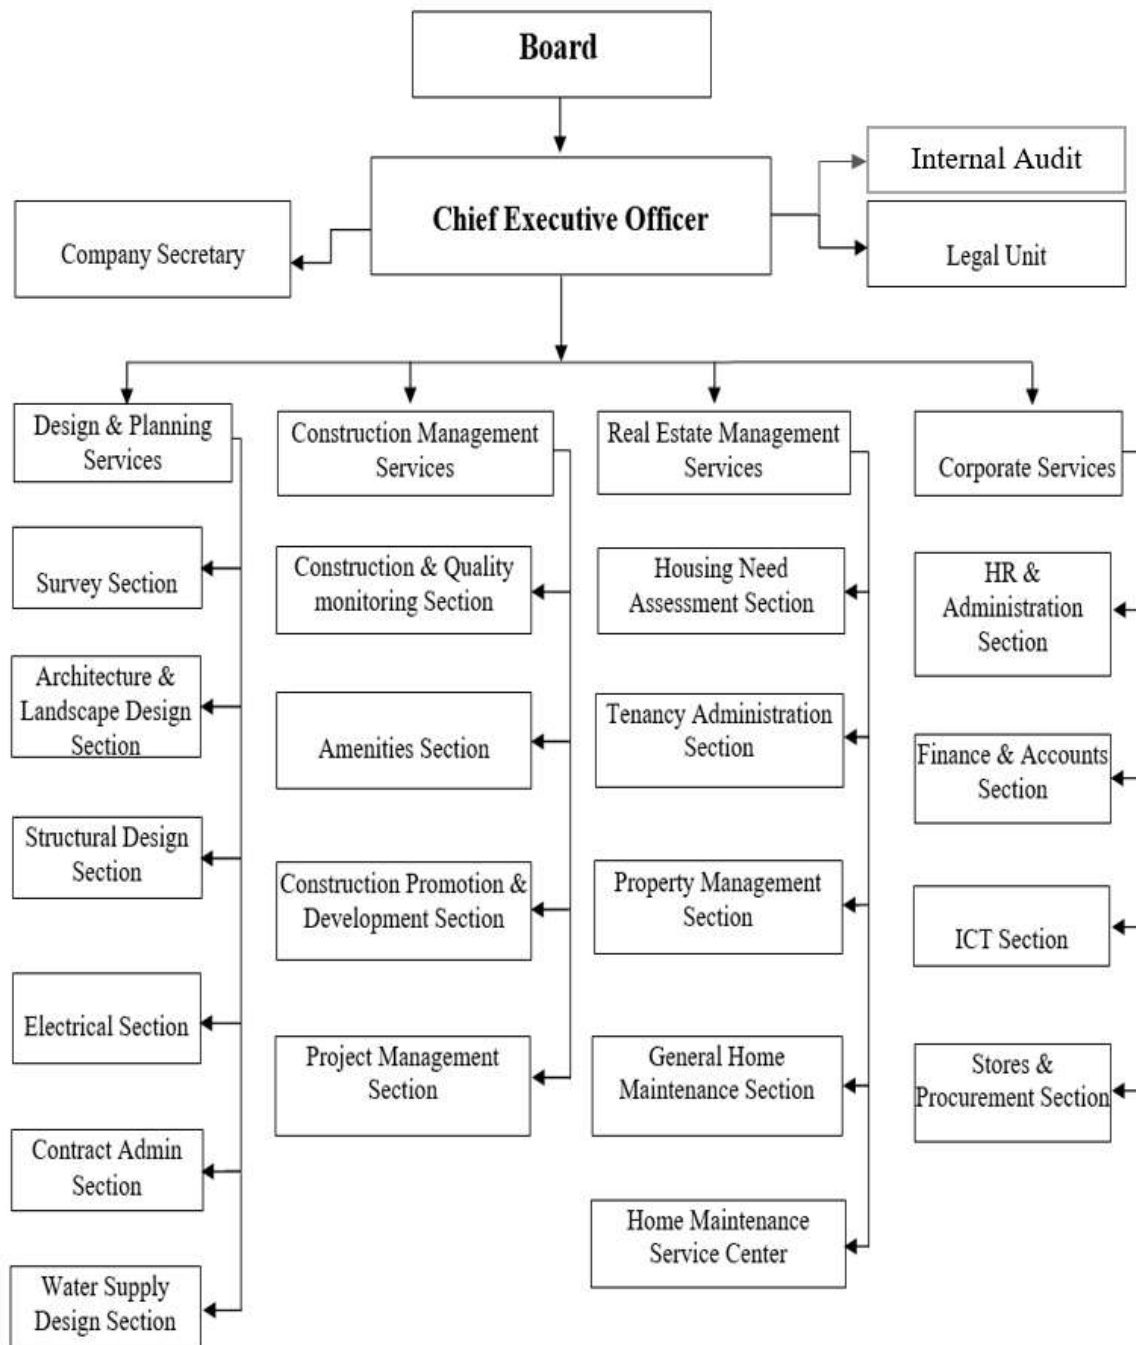 Board
Internal Audit
Chief Executive Officer
Company Secretary
Legal Unit
Design & Planning
Services
Construction Management
Services
Real Estate Management
Services
Corporate Services
Survey Section
Architecture &
Landscape Design
Section
Structural Design
Section
Electrical Section
Contract Admin
Section
Water Supply
Design Section
Construction & Quality
monitoring Section
Amenities Section
Construction Promotion &
Development Section
Project Management
Section
Housing Need
Assessment Section
Tenancy Administration
Section
Property Management
Section
General Home
Maintenance Section
Home Maintenance
Service Center
HR &
Administration
Section
Finance & Accounts
Section
ICT Section
Stores &
Procurement Section